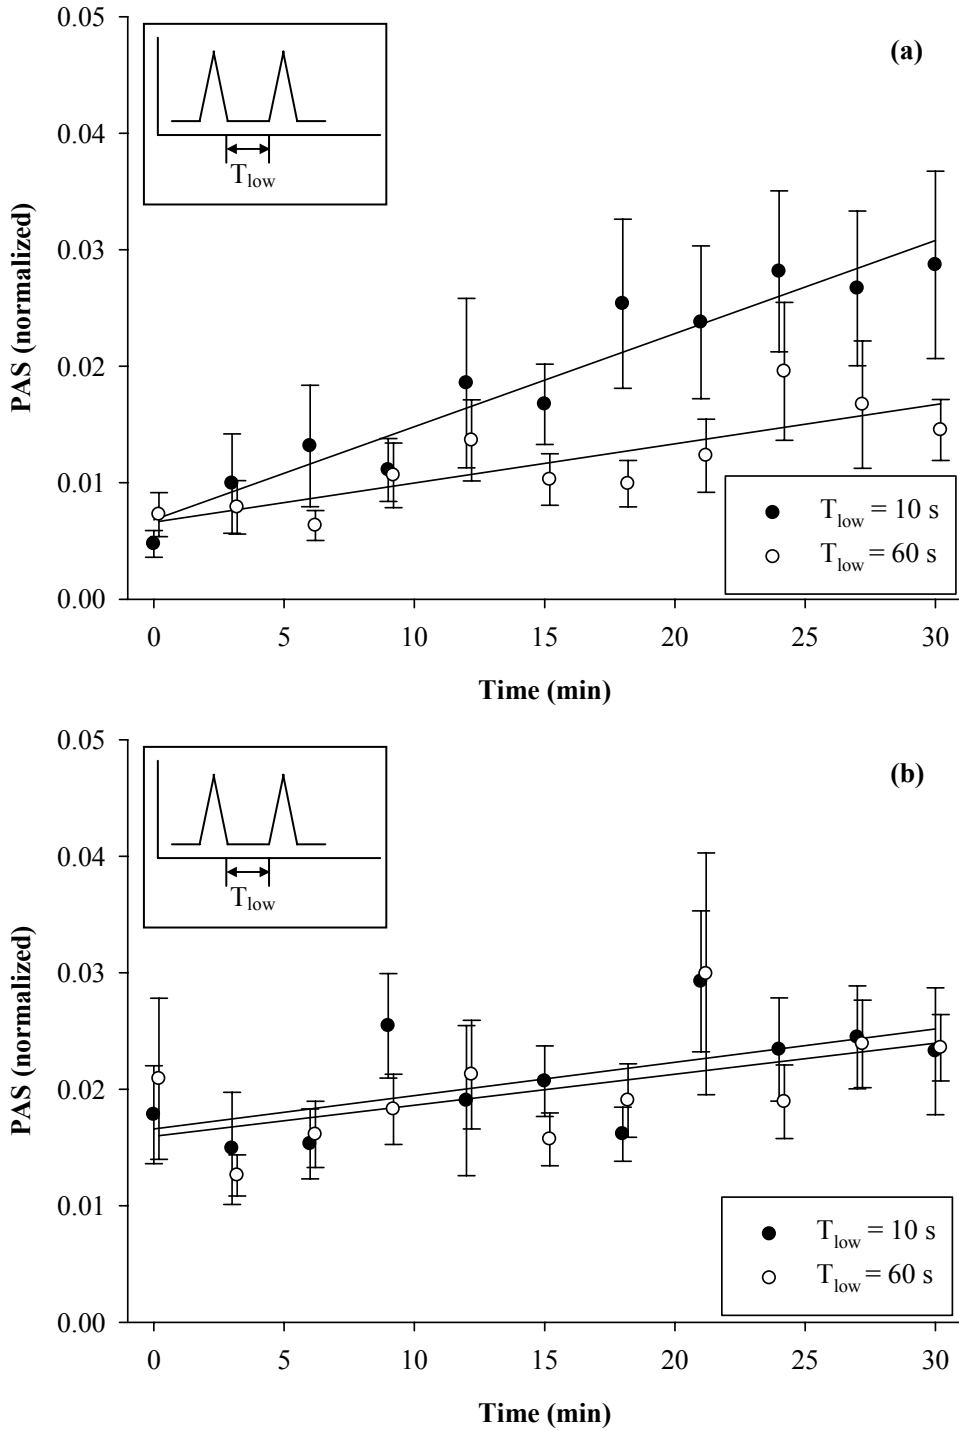 0.05
(a)
0.04
T_low
0.03
PAS (normalized)
0.02
0.01
T_low = 10 s
T_low = 60 s
0.00
0 5 10 15 20 25 30
Time (min)
0.05
(b)
0.04
T_low
0.03
PAS (normalized)
0.02
0.01
T_low = 10 s
T_low = 60 s
0.00
0 5 10 15 20 25 30
Time (min)